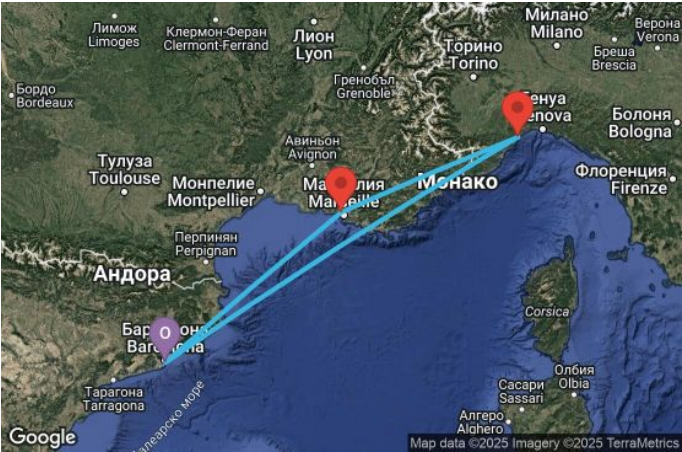 Лимож
Limoges
Клермон-Феран
Clermont-Ferrand
Лион
Lyon
Милано
Milano
Верона
Verona
Торино
Torino
Бреша
Brescia
Бордо
Bordeaux
Гренобъл
Grenoble
Генуа
Genova
Болоня
Bologna
Авиньон
Avignon
Тулуза
Toulouse
Монпелие
Montpellier
Марсилия
Marseille
Монако
Флоренция
Firenze
Перпинян
Perpignan
Андора
Corsica
O
Барселона
Barcelona
Тарагона
Tarragona
Балеарско море
Сасари
Sassari
Олбия
Olbia
Алгеро
Alghero
Google
Map data ©2025 Imagery ©2025 TerraMetrics